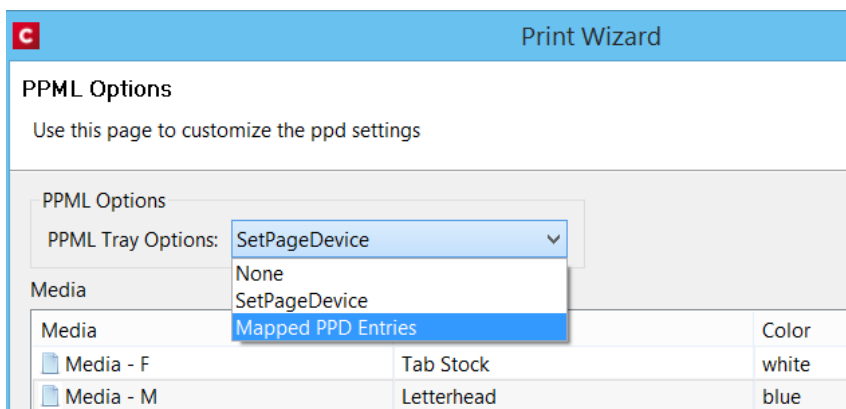 C
Print Wizard
PPML Options
Use this page to customize the ppd settings
PPML Options
PPML Tray Options: SetPageDevice
None
SetPageDevice
Mapped PPD Entries
Media
Media Color
Media - F Tab Stock white
Media - M Letterhead blue